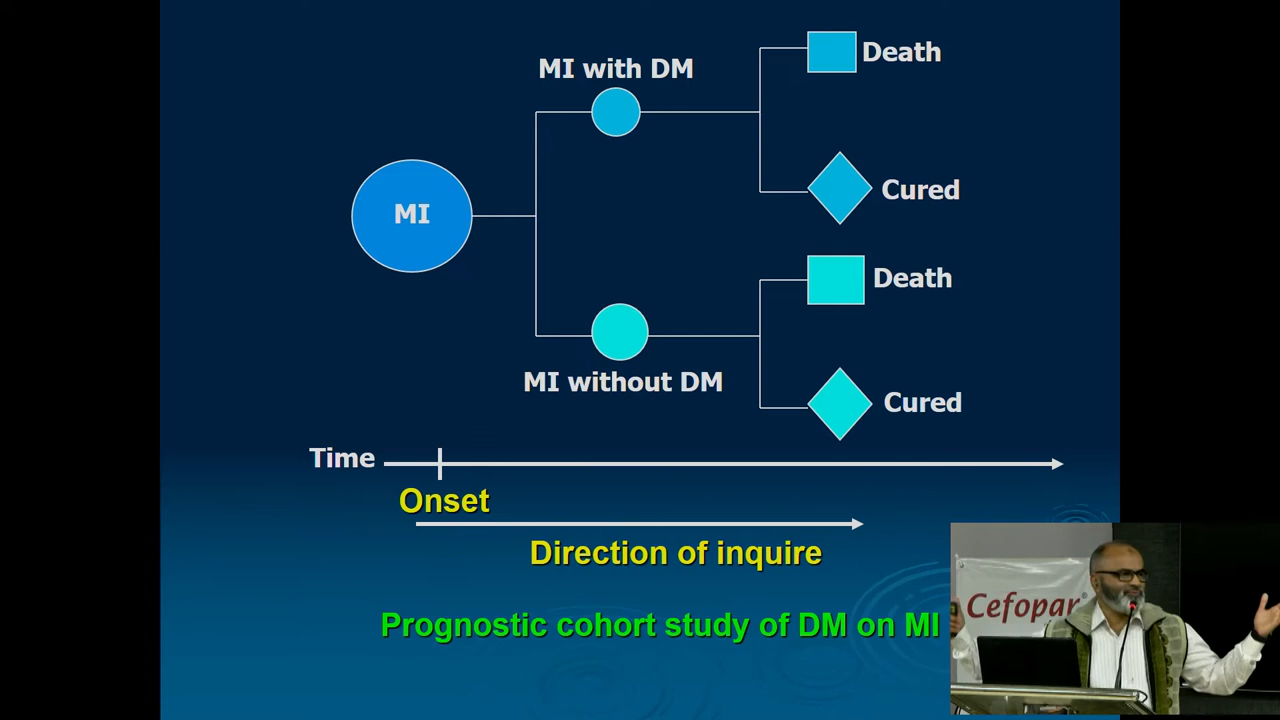 MI with DM
Death
MI
Cured
Death
MI without DM
Cured
Time
Onset
Direction of inquire
Prognostic cohort study of DM on MI
Cefopar